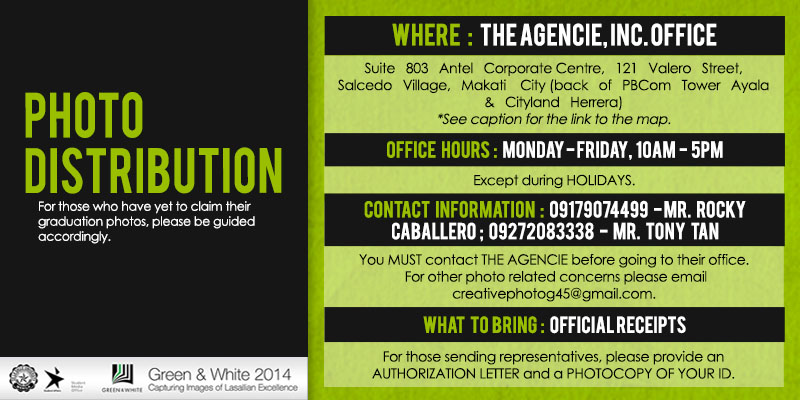 PHOTO
DISTRIBUTION
For those who have yet to claim their
graduation photos, please be guided
accordingly.
Student Media Office
GREEN&WHITE
Green & White 2014
Capturing Images of Lasallian Excellence
WHERE : THE AGENCIE, INC. OFFICE
Suite 803 Antel Corporate Centre, 121 Valero Street,
Salcedo Village, Makati City (back of PBCom Tower Ayala
& Cityland Herrera)
*See caption for the link to the map.
OFFICE HOURS : MONDAY - FRIDAY, 10AM - 5PM
Except during HOLIDAYS.
CONTACT INFORMATION : 09179074499 - MR. ROCKY
CABALLERO ; 09272083338 - MR. TONY TAN
You MUST contact THE AGENCIE before going to their office.
For other photo related concerns please email
creativephotog45@gmail.com.
WHAT TO BRING : OFFICIAL RECEIPTS
For those sending representatives, please provide an
AUTHORIZATION LETTER and a PHOTOCOPY OF YOUR ID.